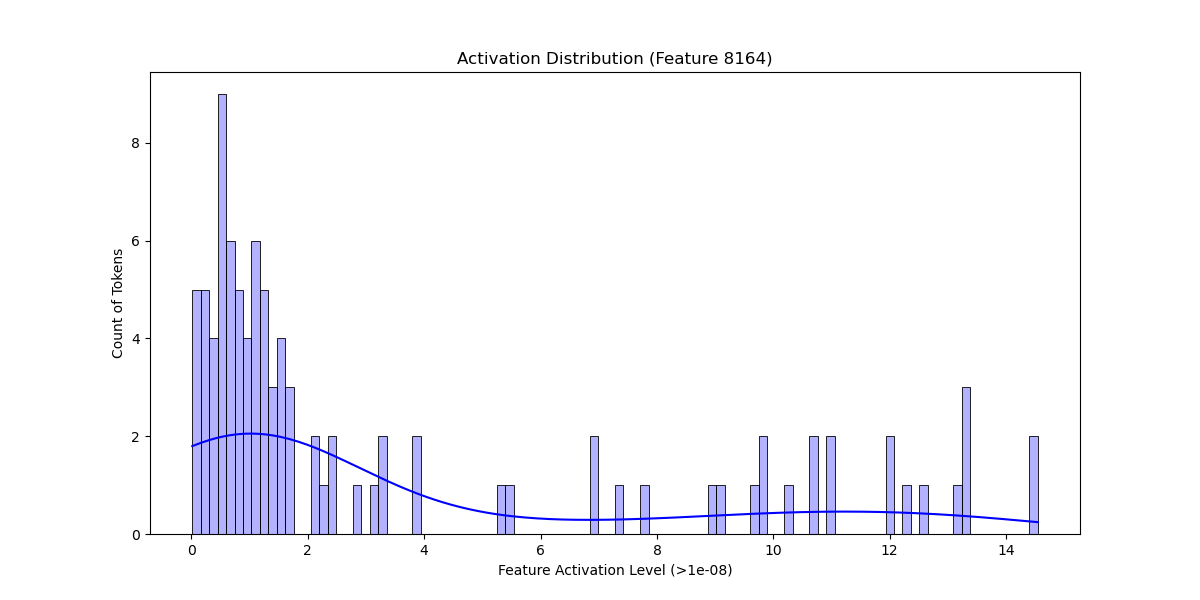 Activation Distribution (Feature 8164)
Count of Tokens
8
6
4
2
0
0 2 4 6 8 10 12 14
Feature Activation Level (>1e-08)